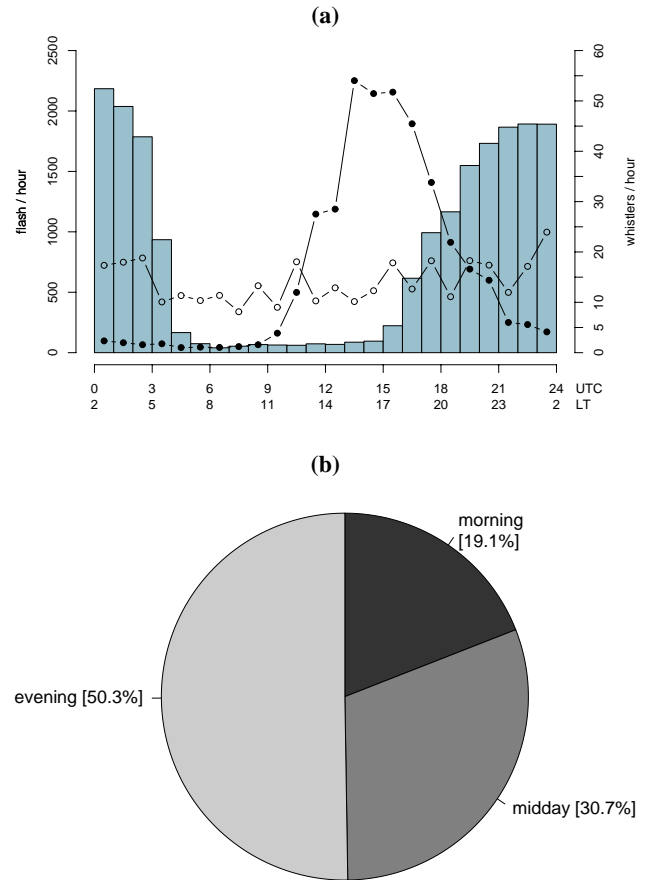 (a)
2500
2000
1500
1000
500
0
flash / hour
60
50
40
30
20
10
5
0
whistlers / hour
0 3 6 9 12 15 18 21 24 UTC
2 5 8 11 14 17 20 23 2 LT
(b)
morning
[19.1%]
evening [50.3%]
midday [30.7%]